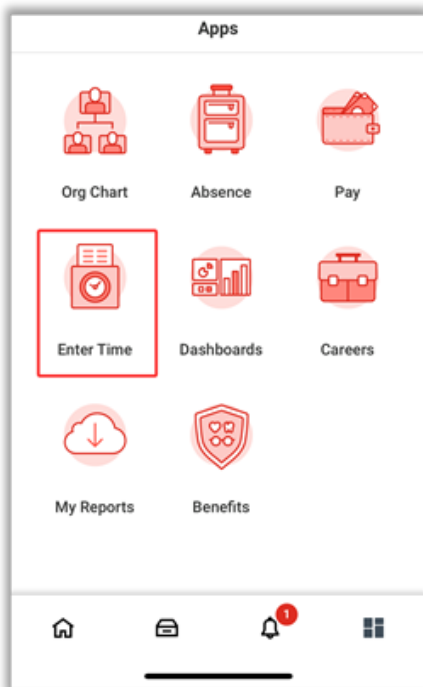 Apps
Org Chart
Absence
Pay
Enter Time
Dashboards
Careers
My Reports
Benefits
1